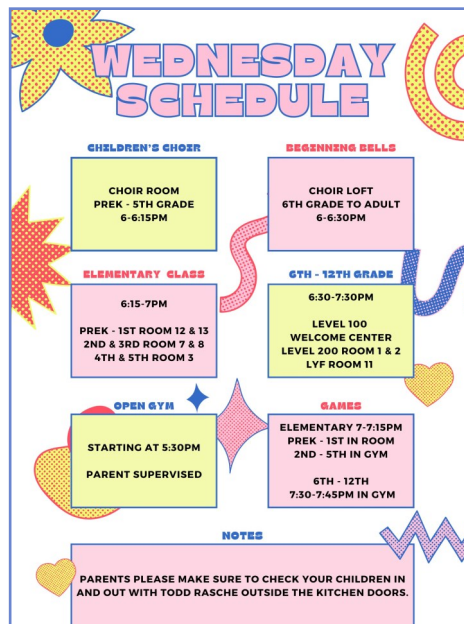 WEDNESDAY
SCHEDULE
CHILDREN'S CHOIR
CHOIR ROOM
PREK - 5TH GRADE
6-6:15PM
BEGINNING BELLS
CHOIR LOFT
6TH GRADE TO ADULT
6-6:30PM
ELEMENTARY CLASS
6:15-7PM
PREK - 1ST ROOM 12 & 13
2ND & 3RD ROOM 7 & 8
4TH & 5TH ROOM 3
6TH - 12TH GRADE
6:30-7:30PM
LEVEL 100
WELCOME CENTER
LEVEL 200 ROOM 1 & 2
LYF ROOM 11
OPEN GYM
STARTING AT 5:30PM
PARENT SUPERVISED
GAMES
ELEMENTARY 7-7:15PM
PREK - 1ST IN ROOM
2ND - 5TH IN GYM
6TH - 12TH
7:30-7:45PM IN GYM
NOTES
PARENTS PLEASE MAKE SURE TO CHECK YOUR CHILDREN IN
AND OUT WITH TODD RASCHE OUTSIDE THE KITCHEN DOORS.